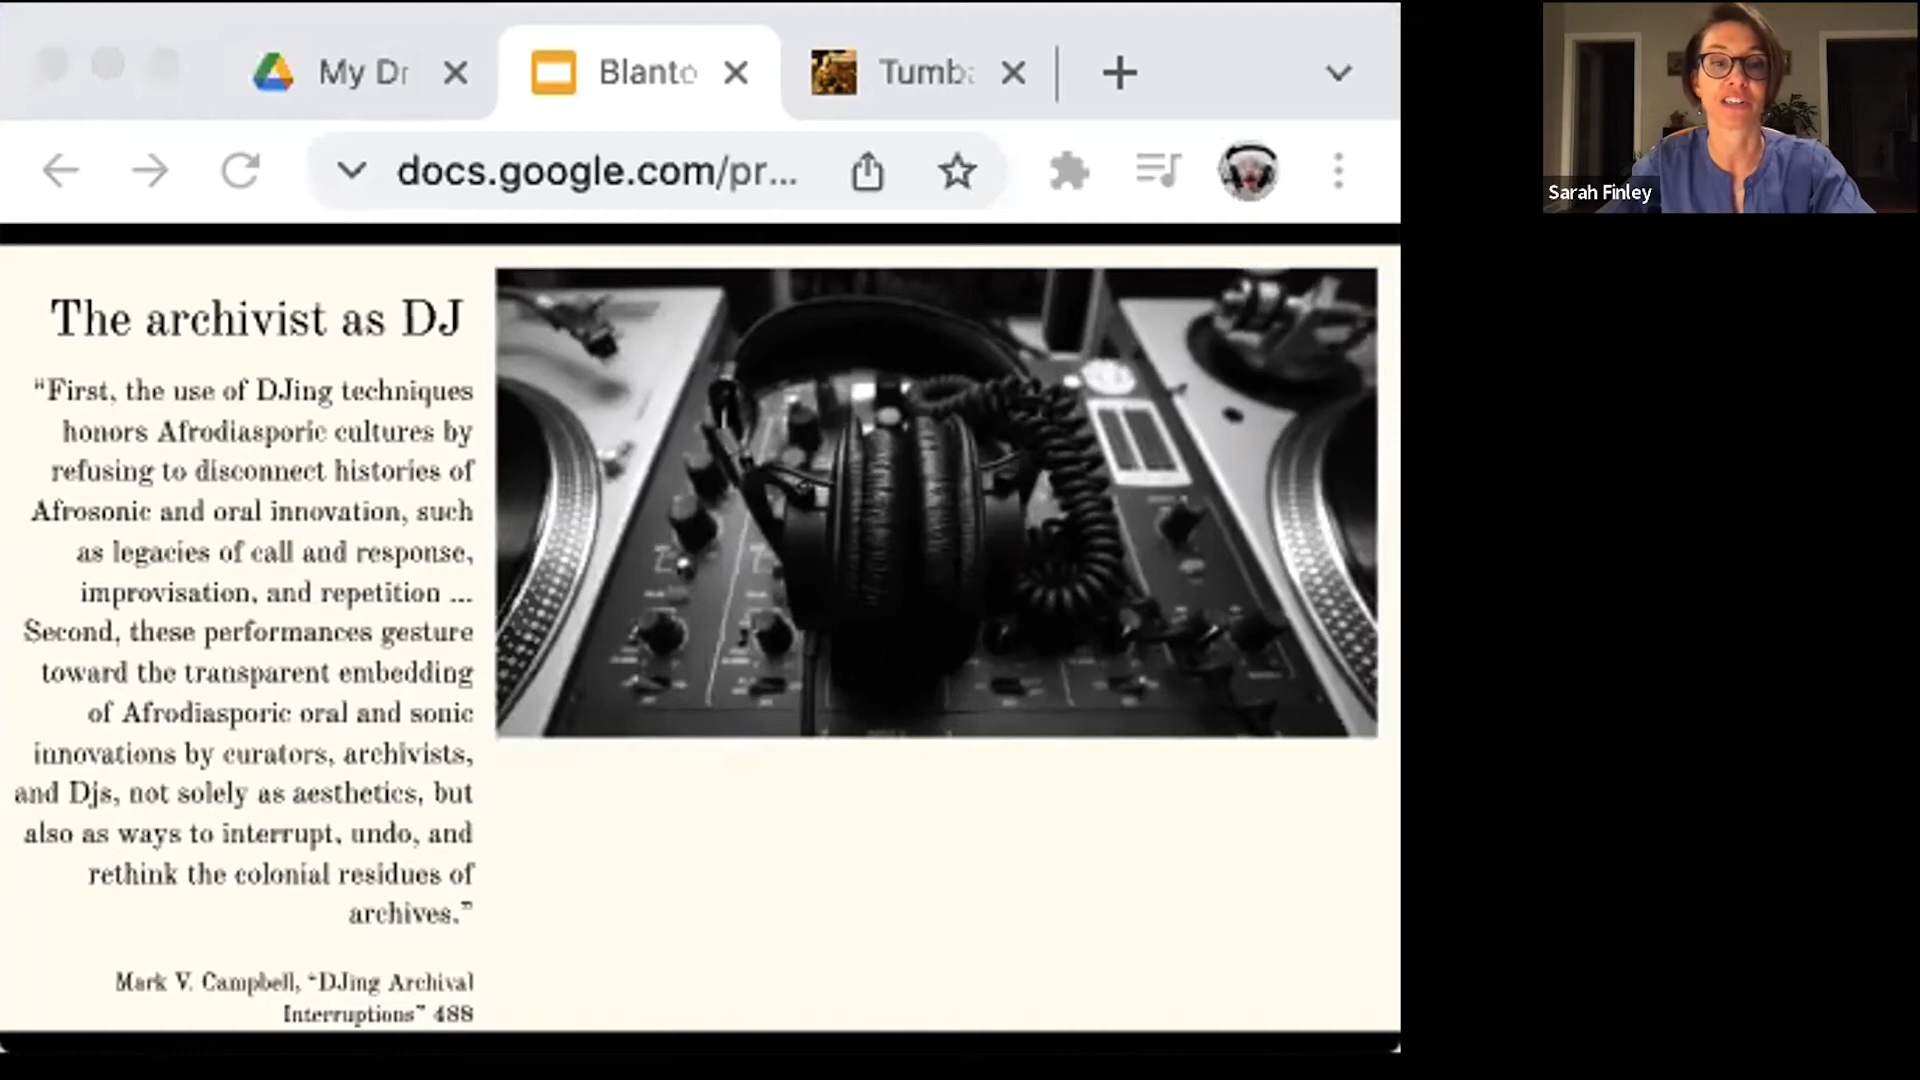 My Dr
Blanto
Tumba
docs.google.com/pr...
Sarah Finley
The archivist as DJ
“First, the use of DJing techniques
honors Afrodiasporic cultures by
refusing to disconnect histories of
Afrosonic and oral innovation, such
as legacies of call and response,
improvisation, and repetition ...
Second, these performances gesture
toward the transparent embedding
of Afrodiasporic oral and sonic
innovations by curators, archivists,
and Djs, not solely as aesthetics, but
also as ways to interrupt, undo, and
rethink the colonial residues of
archives.”
Mark V. Campbell, “DJing Archival
Interruptions” 488